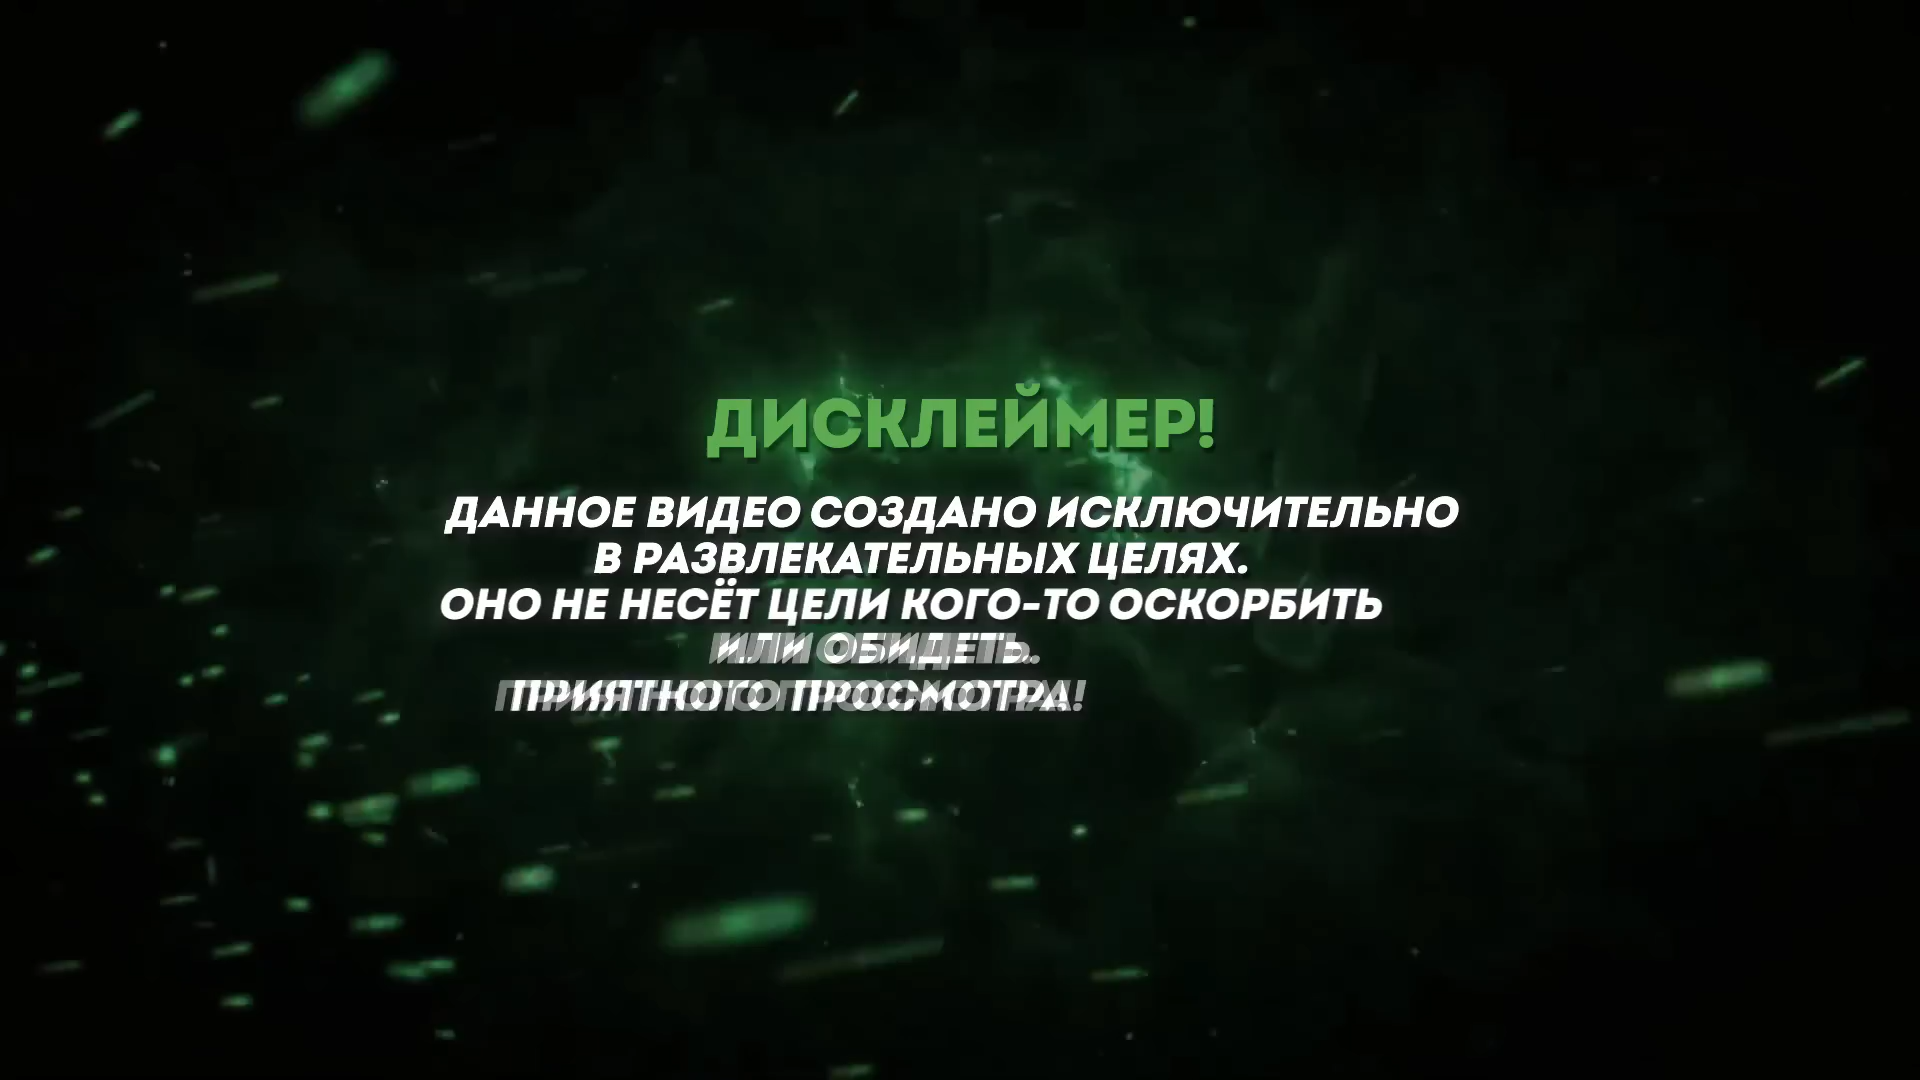 ДИСКЛЕЙМЕР!
ДАННОЕ ВИДЕО СОЗДАНО ИСКЛЮЧИТЕЛЬНО
В РАЗВЛЕКАТЕЛЬНЫХ ЦЕЛЯХ.
ОНО НЕ НЕСЁТ ЦЕЛИ КОГО-ТО ОСКОРБИТЬ
ИЛИ ОБИДЕТЬ.
ПРИЯТНОГО ПРОСМОТРА!